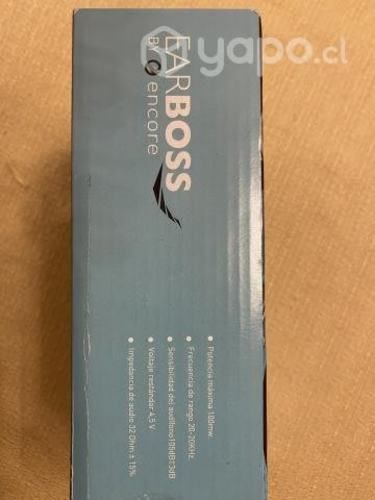 yapo.cl
EARBOSS
BY encore
• Potencia máxima 100mw.
• Frecuencia de rango 20-20KHz.
• Sensibilidad del audífono 105dB±3dB
• Voltaje restándar 4,5 V
• Impedancia de audio 32 Ohm ± 15%